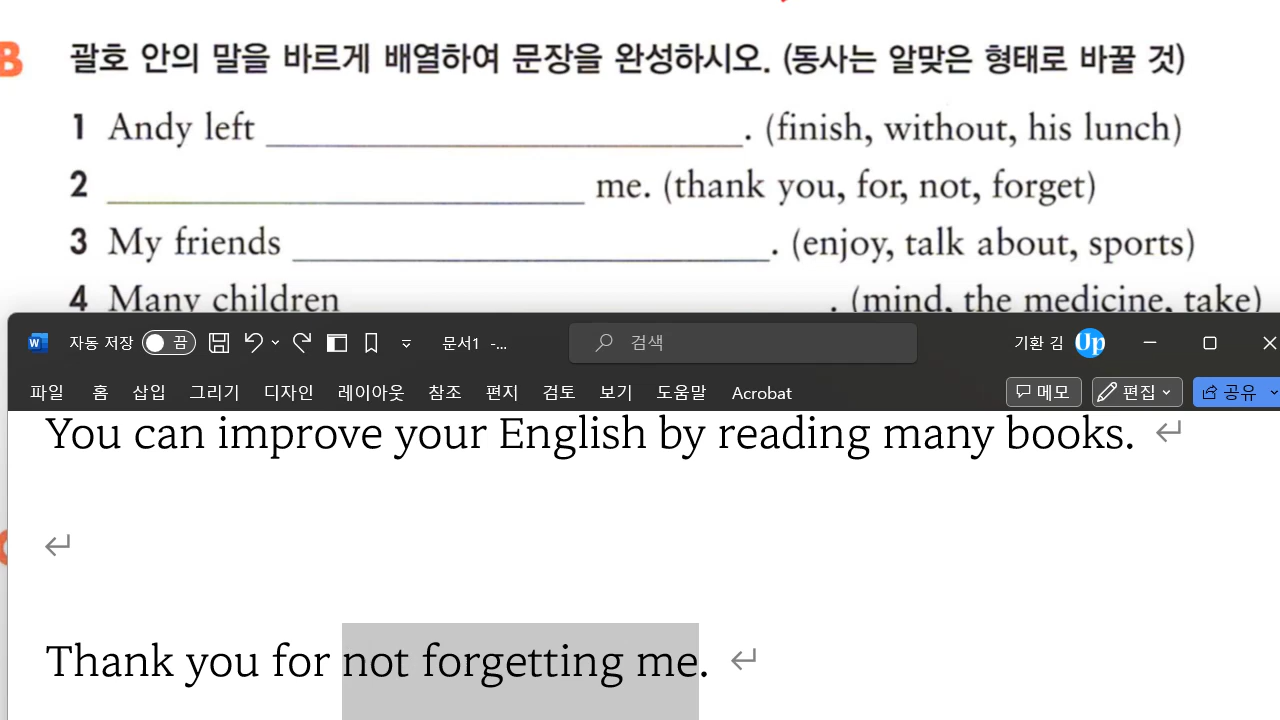 B 괄호 안의 말을 바르게 배열하여 문장을 완성하시오. (동사는 알맞은 형태로 바꿀 것)
1 Andy left ____________. (finish, without, his lunch)
2 ____________ me. (thank you, for, not, forget)
3 My friends ____________. (enjoy, talk about, sports)
4 Many children . (mind, the medicine, take)
자동 저장 끔 문서1 -... 검색 기환 김 Up
파일 홈 삽입 그리기 디자인 레이아웃 참조 편지 검토 보기 도움말 Acrobat 메모 편집 공유
You can improve your English by reading many books. ↵
↵
Thank you for not forgetting me. ↵